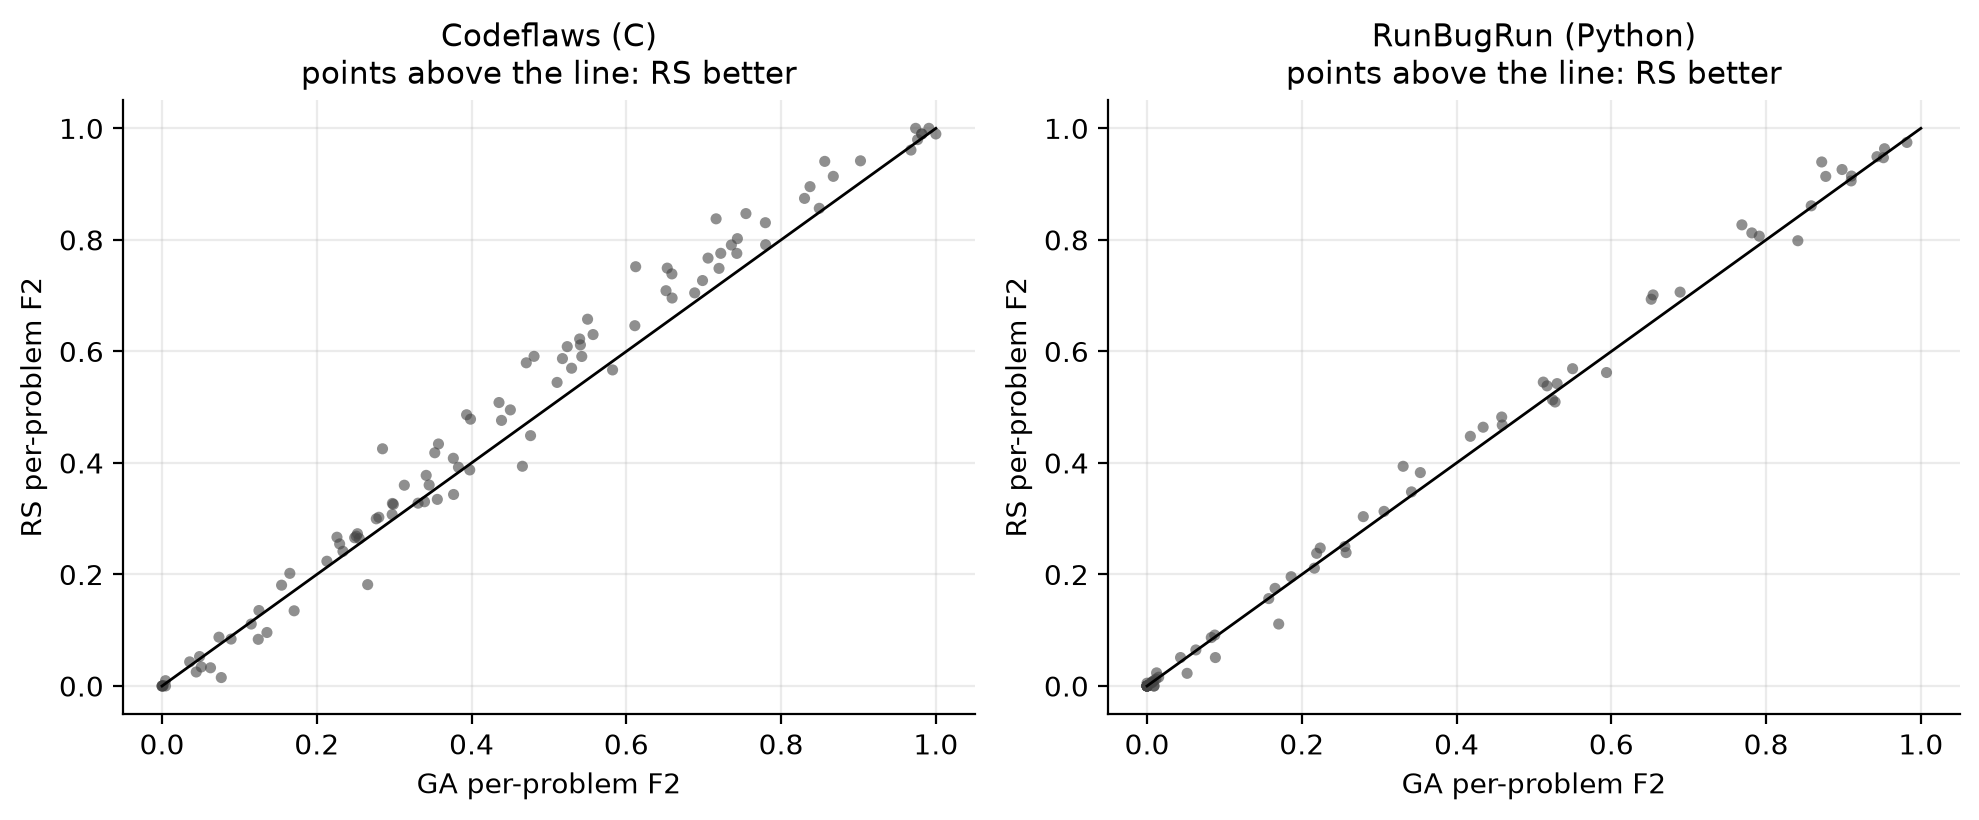 Codeflaws (C)
points above the line: RS better
RS per-problem F2
1.0
0.8
0.6
0.4
0.2
0.0
0.0 0.2 0.4 0.6 0.8 1.0
GA per-problem F2
RunBugRun (Python)
points above the line: RS better
RS per-problem F2
1.0
0.8
0.6
0.4
0.2
0.0
0.0 0.2 0.4 0.6 0.8 1.0
GA per-problem F2